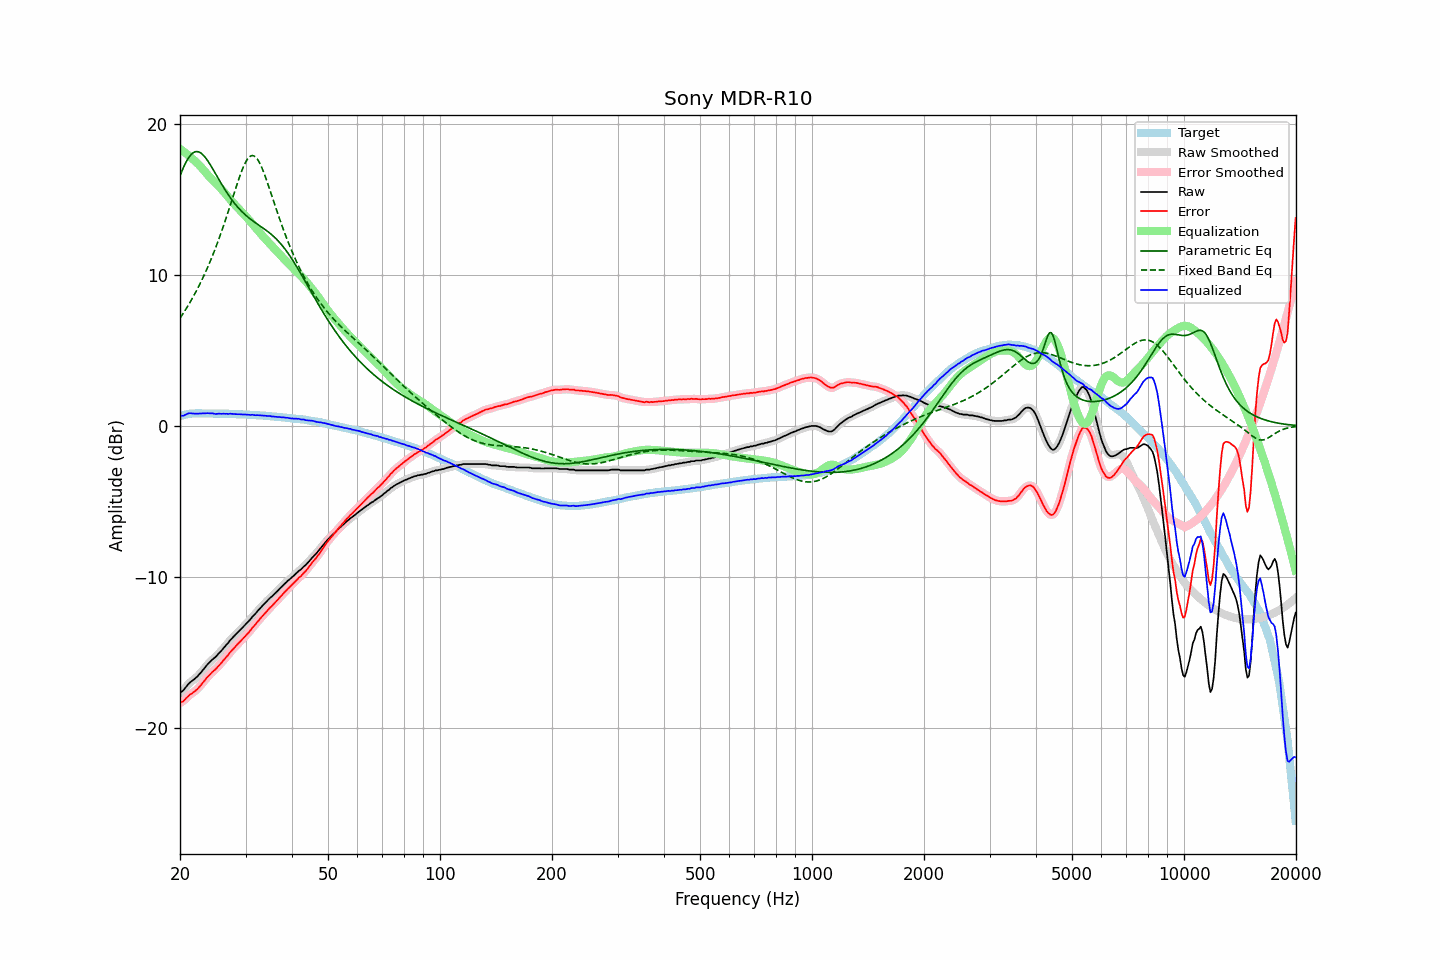 Sony MDR-R10
20
10
0
−10
−20
Amplitude (dBr)
Target
Raw Smoothed
Error Smoothed
Raw
Error
Equalization
Parametric Eq
Fixed Band Eq
Equalized
20 50 100 200 500 1000 2000 5000 10000 20000
Frequency (Hz)